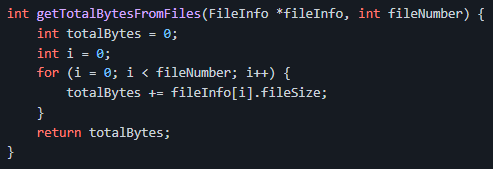 int getTotalBytesFromFiles(FileInfo *fileInfo, int fileNumber) {
    int totalBytes = 0;
    int i = 0;
    for (i = 0; i < fileNumber; i++) {
        totalBytes += fileInfo[i].fileSize;
    }
    return totalBytes;
}